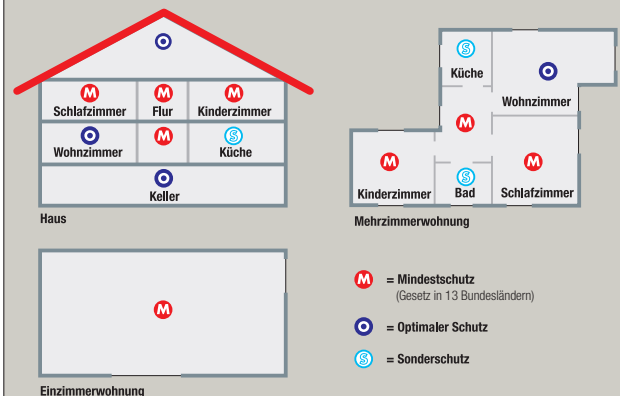 M M M
Schlafzimmer Flur Kinderzimmer
M S
Wohnzimmer Küche
Keller
Haus
S
Küche
Wohnzimmer
M
M M
S
Kinderzimmer Bad Schlafzimmer
Mehrzimmerwohnung
M
Einzimmerwohnung
M = Mindestschutz
(Gesetz in 13 Bundesländern)
= Optimaler Schutz
S = Sonderschutz